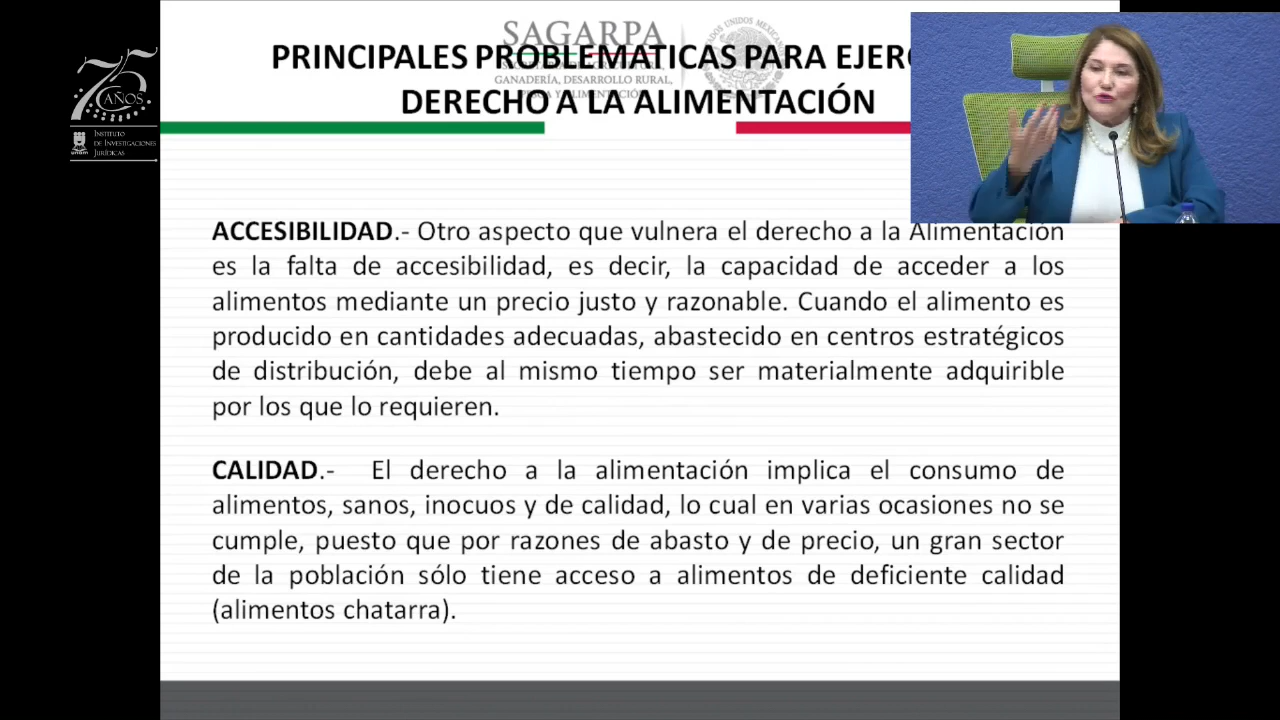 75
AÑOS
INSTITUTO
DE INVESTIGACIONES
JURÍDICAS
UNAM
SAGARPA
PRINCIPALES PROBLEMATICAS PARA
GANADERÍA, DESARROLLO RURAL,
DERECHO A LA ALIMENTACIÓN
ACCESIBILIDAD.- Otro aspecto que vulnera el derecho a la Alimentación
es la falta de accesibilidad, es decir, la capacidad de acceder a los
alimentos mediante un precio justo y razonable. Cuando el alimento es
producido en cantidades adecuadas, abastecido en centros estratégicos
de distribución, debe al mismo tiempo ser materialmente adquirible
por los que lo requieren.
CALIDAD.- El derecho a la alimentación implica el consumo de
alimentos, sanos, inocuos y de calidad, lo cual en varias ocasiones no se
cumple, puesto que por razones de abasto y de precio, un gran sector
de la población sólo tiene acceso a alimentos de deficiente calidad
(alimentos chatarra).